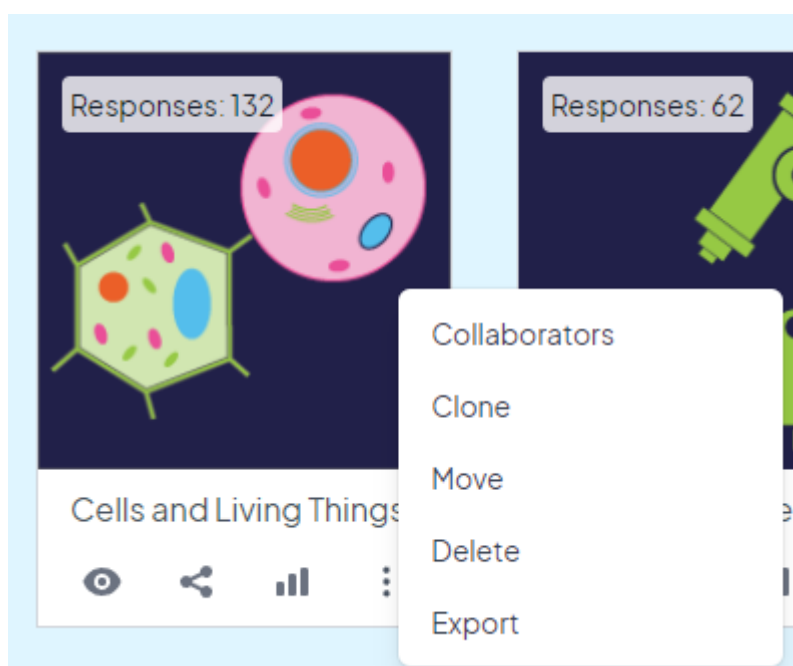 Responses: 132
Responses: 62
Collaborators
Clone
Move
Cells and Living Things
Delete
Export